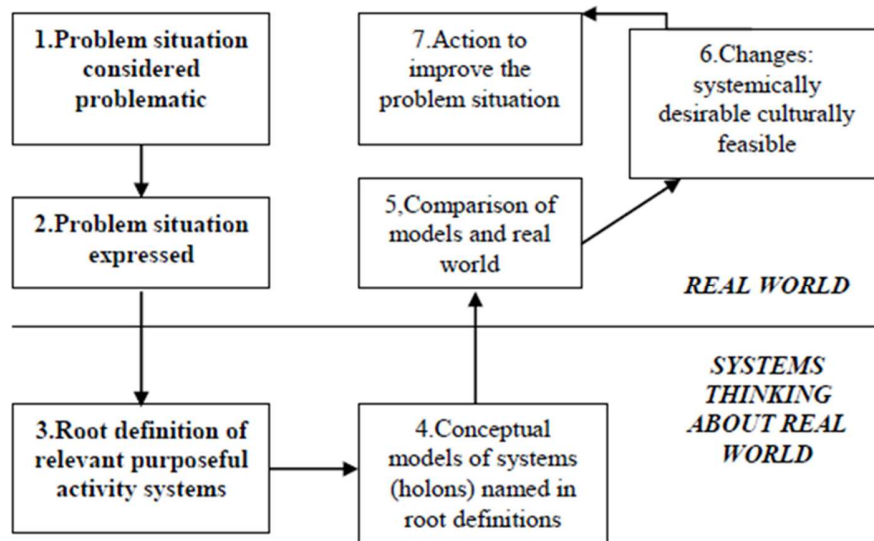 1.Problem situation
considered
problematic
2.Problem situation
expressed
3.Root definition of
relevant purposeful
activity systems
4.Conceptual
models of systems
(holons) named in
root definitions
5,Comparison of
models and real
world
6.Changes:
systemically
desirable culturally
feasible
7.Action to
improve the
problem situation
REAL WORLD
SYSTEMS
THINKING
ABOUT REAL
WORLD